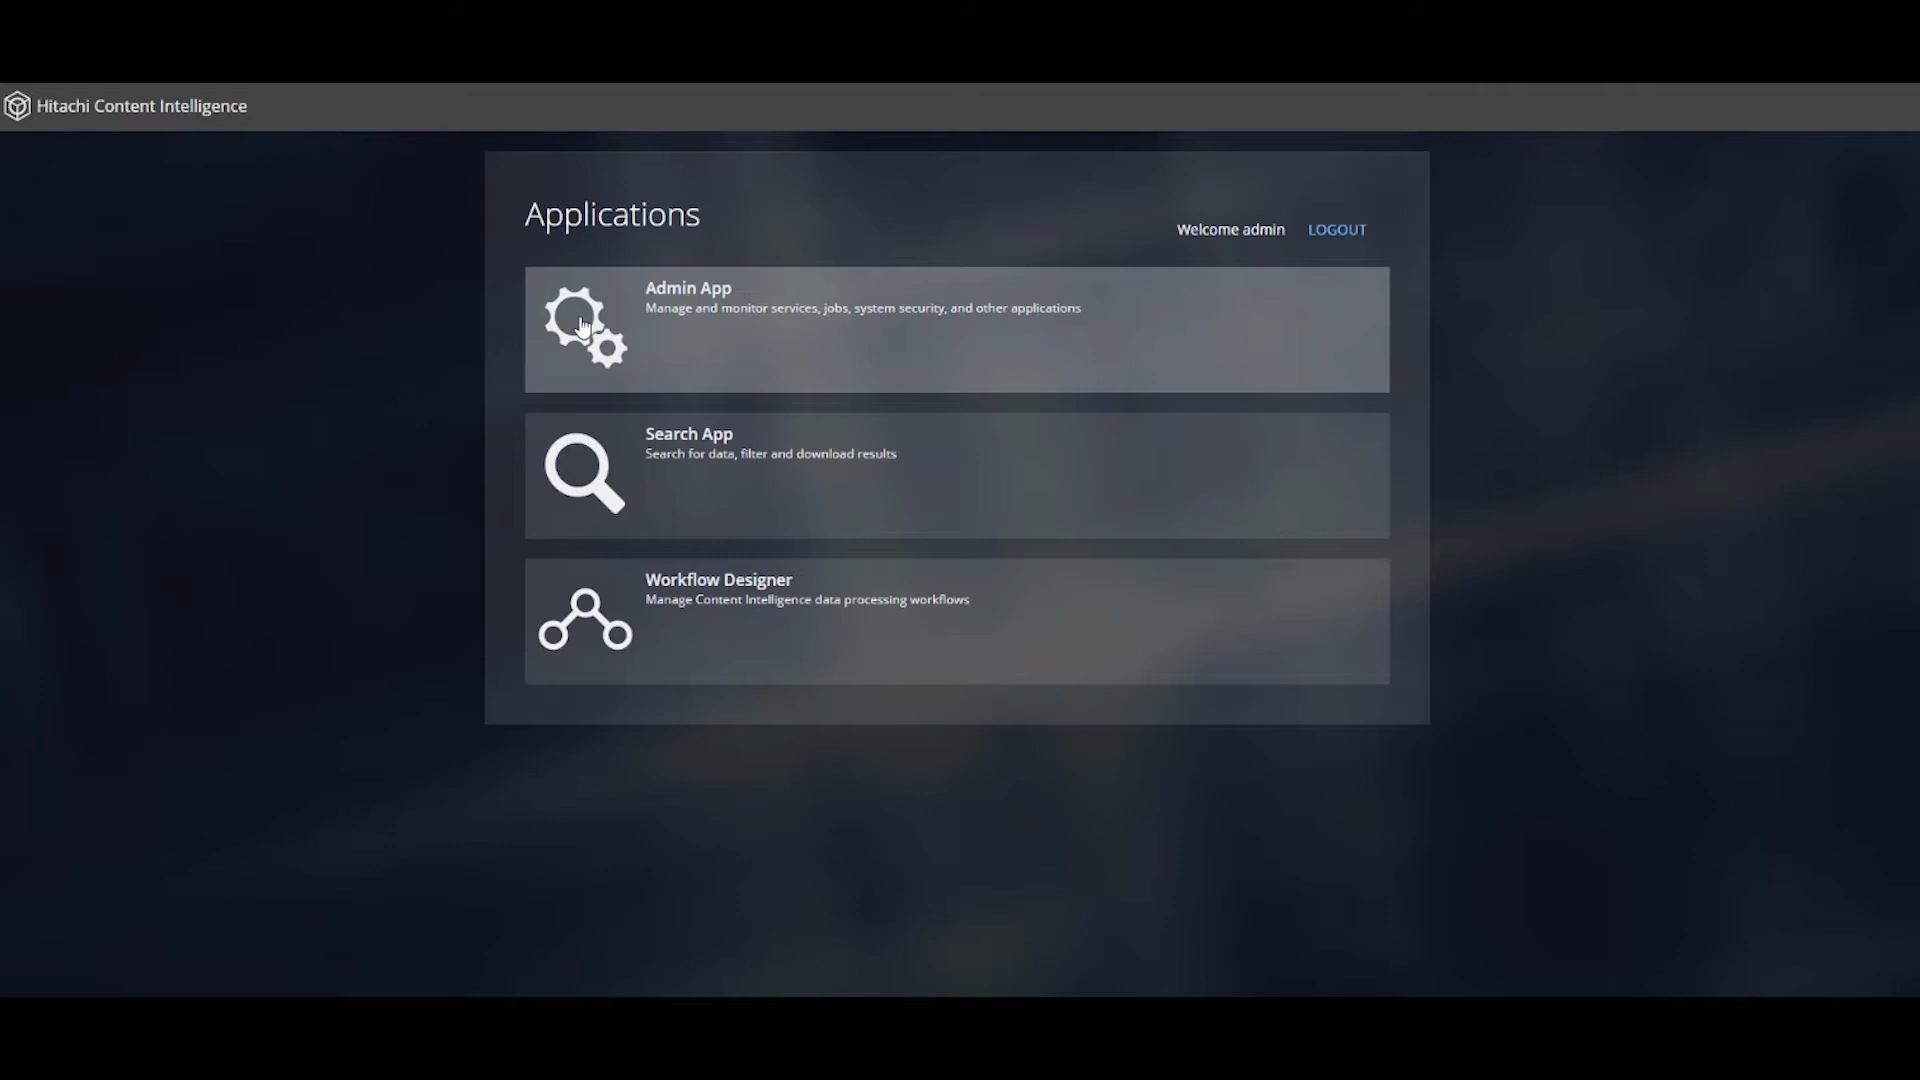 Hitachi Content Intelligence
Applications
Welcome admin LOGOUT
Admin App
Manage and monitor services, jobs, system security, and other applications
Search App
Search for data, filter and download results
Workflow Designer
Manage Content Intelligence data processing workflows